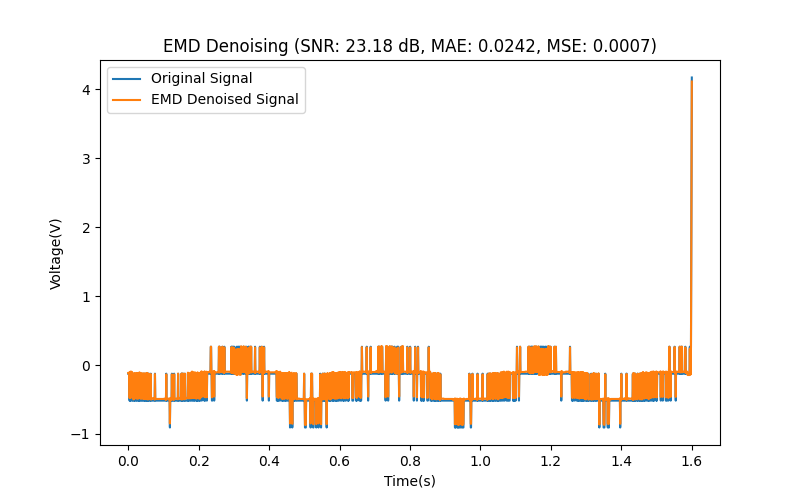 EMD Denoising (SNR: 23.18 dB, MAE: 0.0242, MSE: 0.0007)
Original Signal
EMD Denoised Signal
4
3
2
1
0
−1
Voltage(V)
0.0 0.2 0.4 0.6 0.8 1.0 1.2 1.4 1.6
Time(s)